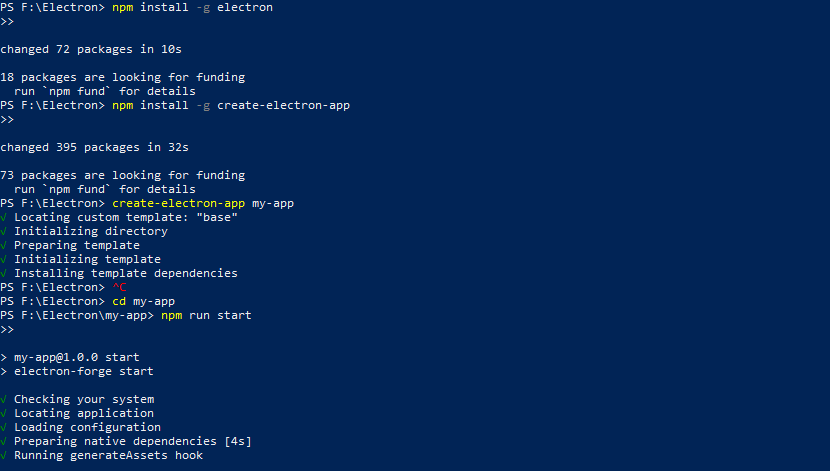 PS F:\Electron> npm install -g electron
>>
changed 72 packages in 10s
18 packages are looking for funding
  run `npm fund` for details
PS F:\Electron> npm install -g create-electron-app
>>
changed 395 packages in 32s
73 packages are looking for funding
  run `npm fund` for details
PS F:\Electron> create-electron-app my-app
√ Locating custom template: "base"
√ Initializing directory
√ Preparing template
√ Initializing template
√ Installing template dependencies
PS F:\Electron> ^C
PS F:\Electron> cd my-app
PS F:\Electron\my-app> npm run start
>>
> my-app@1.0.0 start
> electron-forge start
√ Checking your system
√ Locating application
√ Loading configuration
√ Preparing native dependencies [4s]
√ Running generateAssets hook